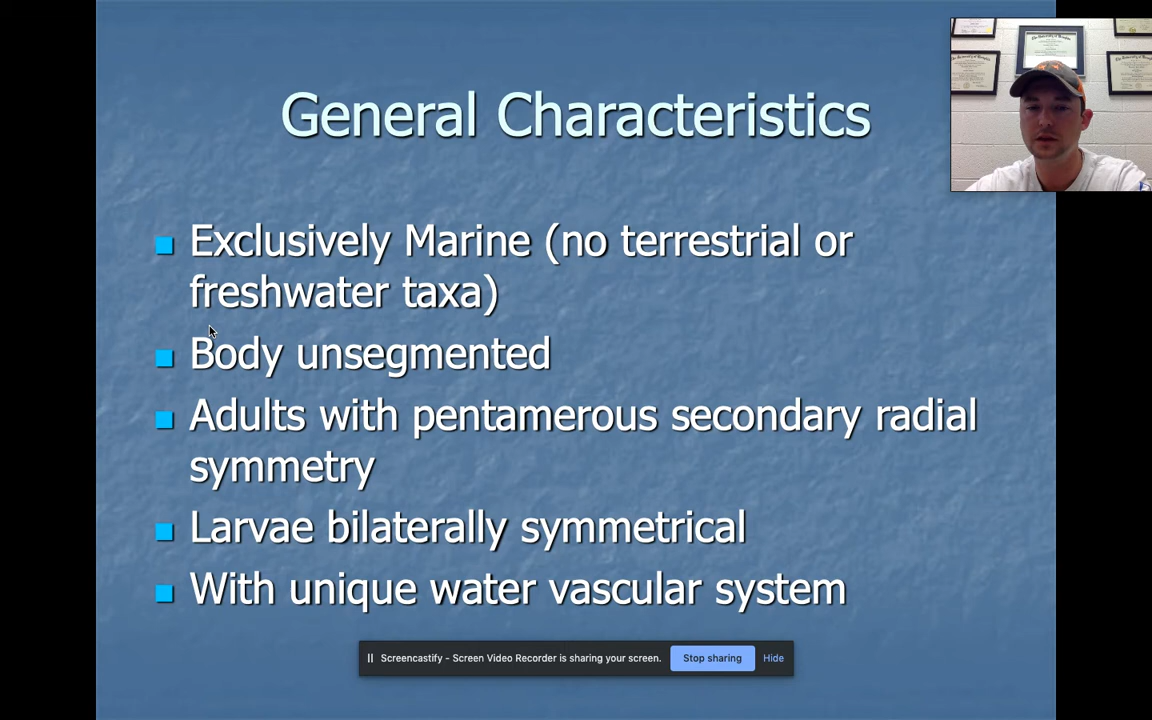 General Characteristics
Exclusively Marine (no terrestrial or
freshwater taxa)
Body unsegmented
Adults with pentamerous secondary radial
symmetry
Larvae bilaterally symmetrical
With unique water vascular system
Screencastify - Screen Video Recorder is sharing your screen.
Stop sharing
Hide